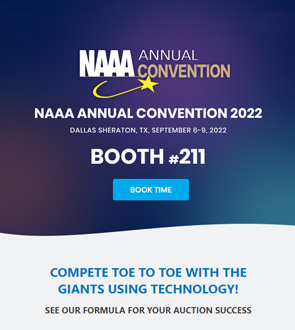 NAAA ANNUAL
CONVENTION
NAAA ANNUAL CONVENTION 2022
DALLAS SHERATON, TX, SEPTEMBER 6-9, 2022
BOOTH #211
BOOK TIME
COMPETE TOE TO TOE WITH THE
GIANTS USING TECHNOLOGY!
SEE OUR FORMULA FOR YOUR AUCTION SUCCESS